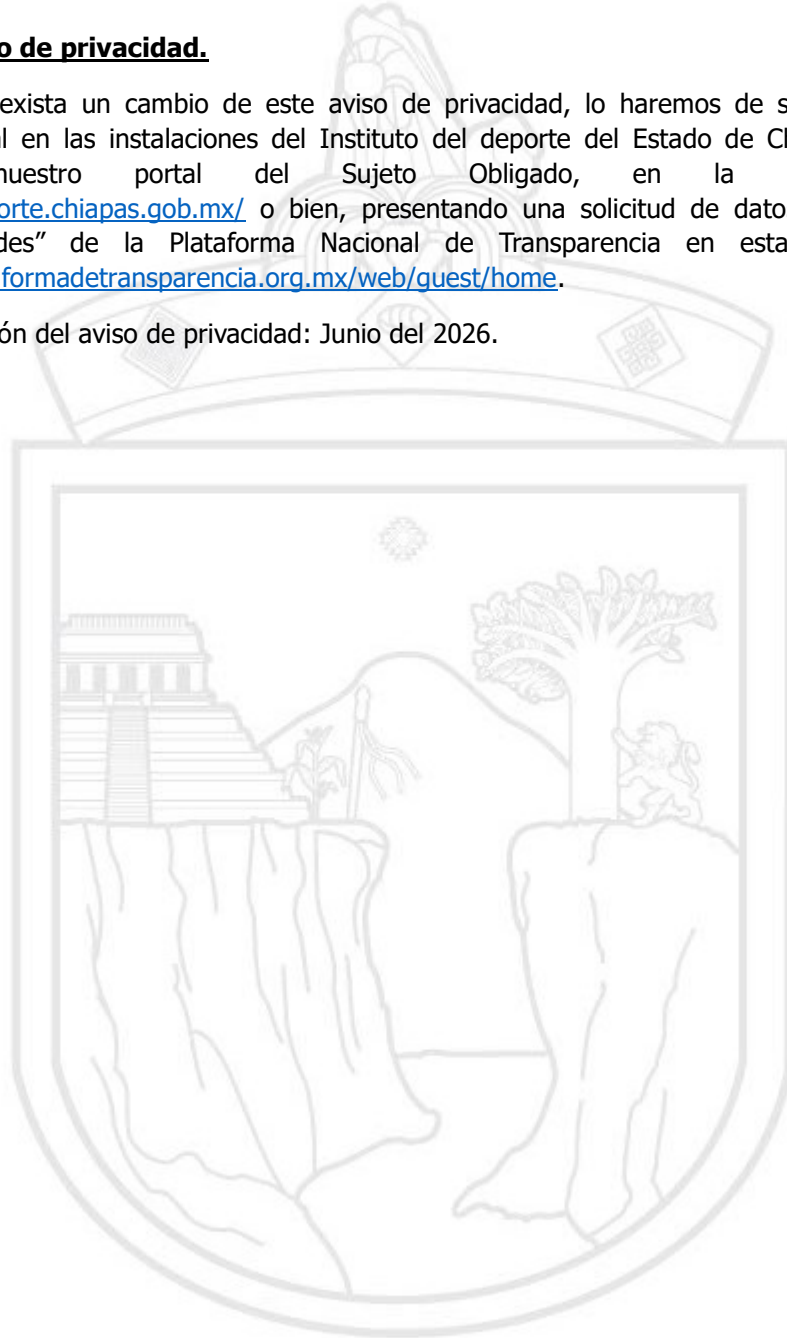 o de privacidad.
exista un cambio de este aviso de privacidad, lo haremos de s
al en las instalaciones del Instituto del deporte del Estado de C
nuestro portal del Sujeto Obligado, en la
orte.chiapas.gob.mx/ o bien, presentando una solicitud de dato
des” de la Plataforma Nacional de Transparencia en esta
formadetransparencia.org.mx/web/guest/home.
ón del aviso de privacidad: Junio del 2026.